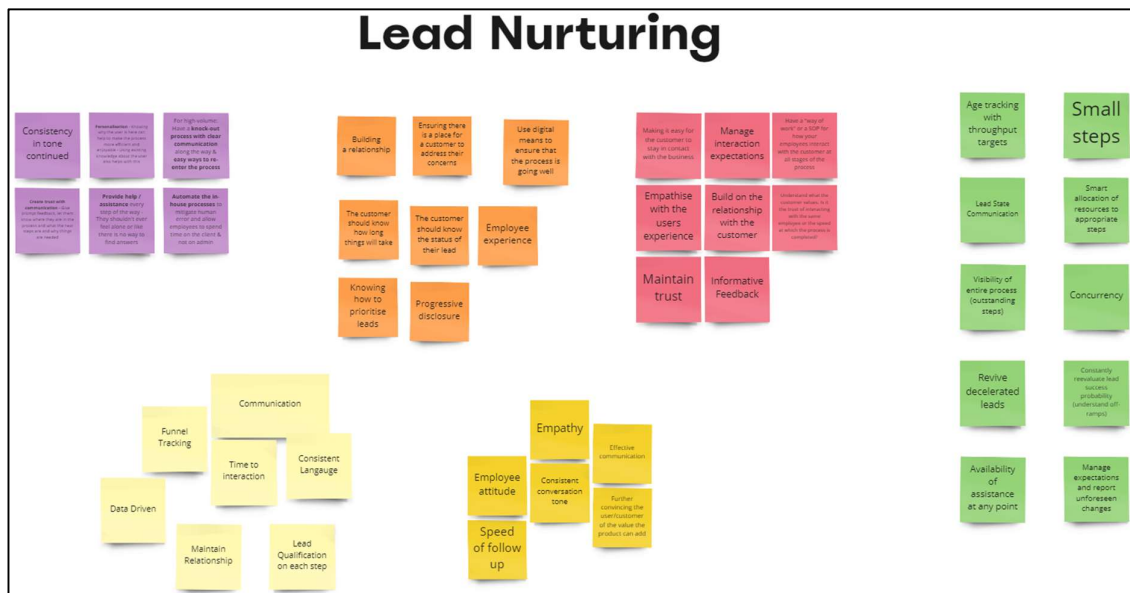 Lead Nurturing
Consistency
in tone
continued
For high-volume:
Have a knock-out
process with clear
communication
along the way &
easy ways to re-
enter the process
Provide help /
assistance every
step of the way -
They shouldn't ever
feel alone or like
there is no way to
find answers
Automate the in-
house processes to
mitigate human
error and allow
employees to spend
time on the client &
not on admin
Building
a relationship
Ensuring there
is a place for
a customer to
address their
concerns
Use digital
means to
ensure that
the process is
going well
The customer
should know
how long
things will take
The customer
should know
the status of
their lead
Employee
experience
Knowing
how to
prioritise
leads
Progressive
disclosure
Making it easy for
the customer to
stay in contact
with the business
Manage
interaction
expectations
Have a "way of
work" or a SOP for
how your
employees interact
with the customer at
all stages of the
process
Empathise with
the users
experience
Build on the
relationship
with the
customer
Understand what the
customer values. Is it
the trust of interacting
with the same
employee or the speed
at which the process is
completed?
Maintain
trust
Informative
Feedback
Age tracking
with
throughput
targets
Small
steps
Lead State
Communication
Smart
allocation of
resources to
appropriate
steps
Visibility of
entire process
(outstanding
steps)
Concurrency
Revive
decelerated
leads
Constantly
reevaluate lead
success
probability
(understand off-
ramps)
Availability
of
assistance
at any point
Manage
expectations
and report
unforeseen
changes
Communication
Funnel
Tracking
Time to
interaction
Consistent
Langauge
Data Driven
Maintain
Relationship
Lead
Qualification
on each step
Empathy
Effective
communication
Employee
attitude
Consistent
conversation
tone
Further
convincing the
user/customer
of the value the
product can add
Speed
of follow
up